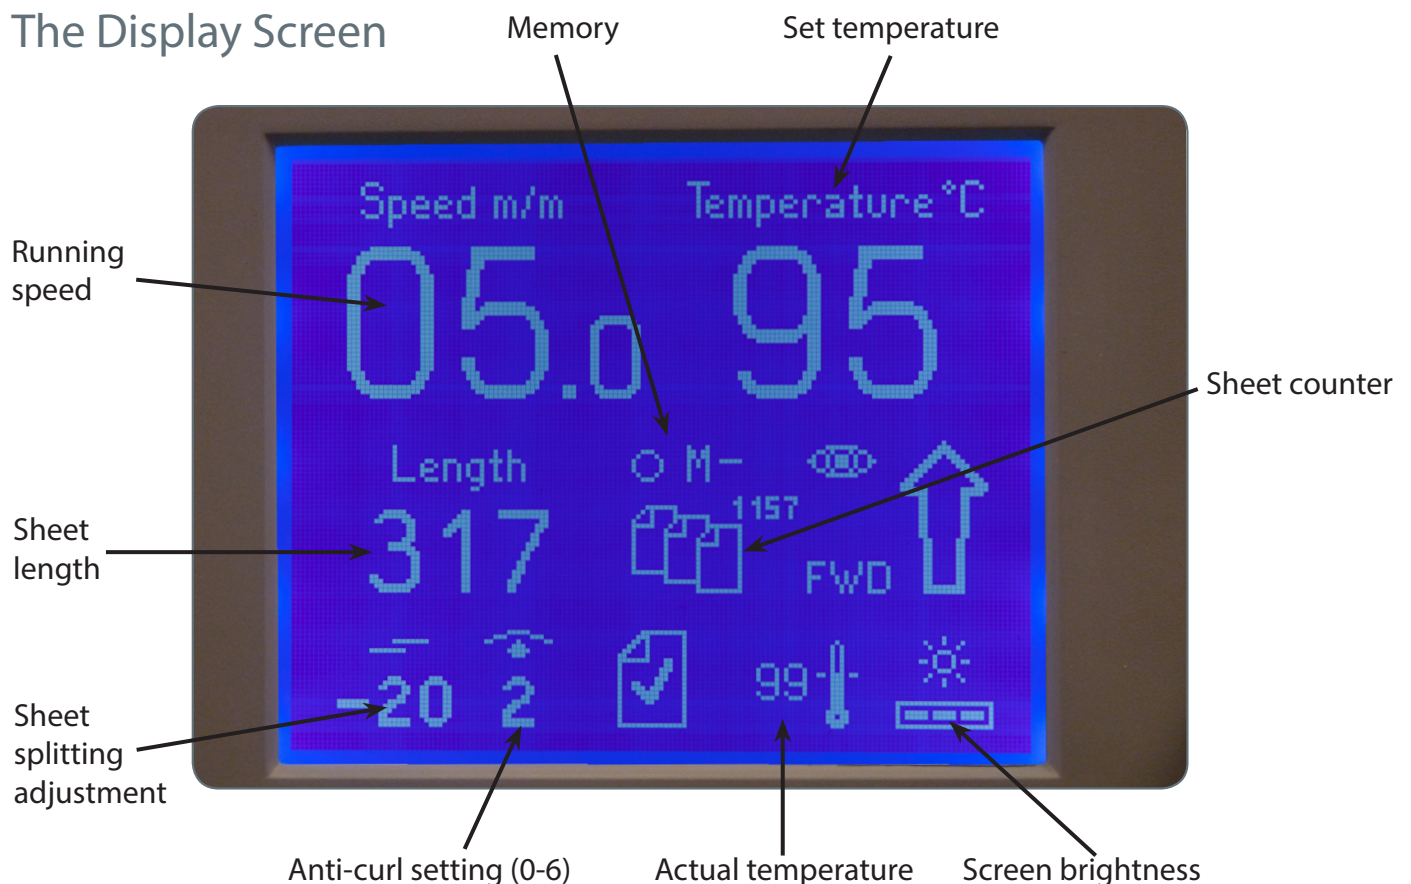 The Display Screen
Memory
Set temperature
Speed m/m
Temperature °C
Running
speed
05.0
95
Sheet counter
Length
M-
1157
Sheet
length
317
FWD
Sheet
splitting
adjustment
-20
2
99
Anti-curl setting (0-6)
Actual temperature
Screen brightness